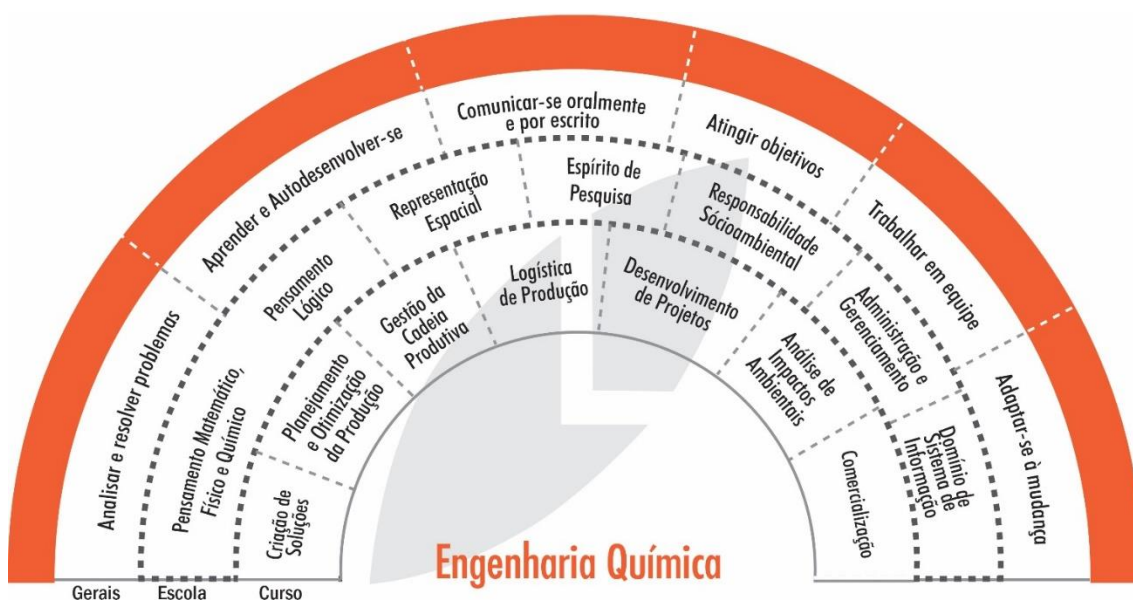 Analisar e resolver problemas
Aprender e Autodesenvolver-se
Comunicar-se oralmente
e por escrito
Atingir objetivos
Trabalhar em equipe
Adaptar-se à mudança
Pensamento Matemático,
Físico e Químico
Pensamento
Lógico
Representação
Espacial
Espírito de
Pesquisa
Responsabilidade
Sócioambiental
Administração e
Gerenciamento
Domínio de
Sistema de
Informação
Criação de
Soluções
Planejamento
e Otimização
da Produção
Gestão da
Cadeia
Produtiva
Logística
de Produção
Desenvolvimento
de Projetos
Análise de
Impactos
Ambientais
Comercialização
Engenharia Química
Gerais
Escola
Curso